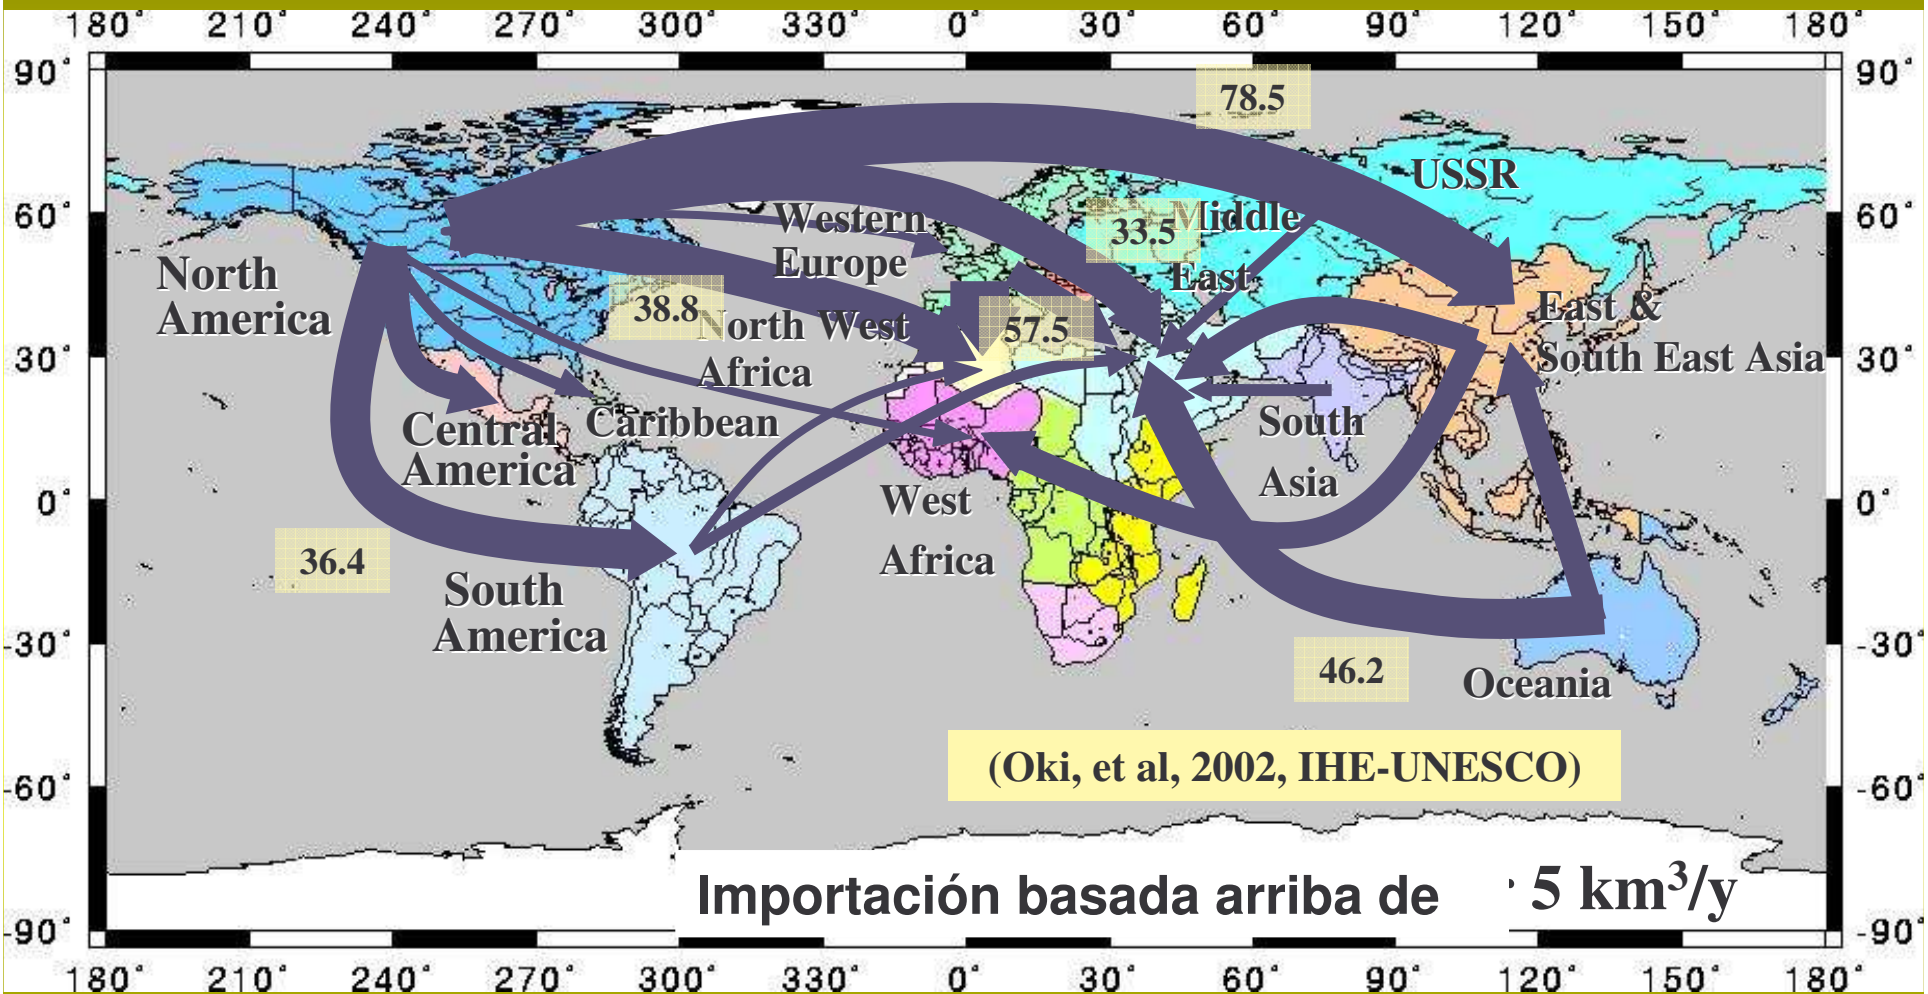 180° 210° 240° 270° 300° 330° 0° 30° 60° 90° 120° 150° 180°
90° 90°
78.5
USSR
60° 60°
Western
Europe
33.5
Middle
East
North
America
38.8
North West
Africa
57.5
East &
South East Asia
30° 30°
Central
America
Caribbean
South
Asia
West
Africa
0° 0°
36.4
South
America
-30° -30°
46.2
Oceania
(Oki, et al, 2002, IHE-UNESCO)
-60° -60°
Importación basada arriba de 5 km³/y
-90° -90°
180° 210° 240° 270° 300° 330° 0° 30° 60° 90° 120° 150° 180°